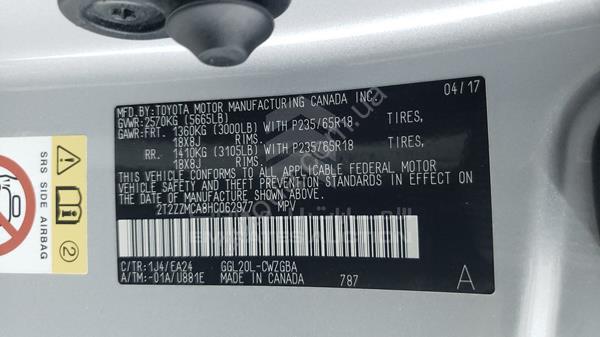 MFD.BY:TOYOTA MOTOR MANUFACTURING CANADA INC. 04/17
GVWR:2570KG (5665LB)
GAWR:FRT. 1360KG (3000LB) WITH P235/65R18 TIRES,
18X8J RIMS.
RR. 1410KG (3105LB) WITH P235/65R18 TIRES,
18X8J RIMS.
THIS VEHICLE CONFORMS TO ALL APPLICABLE FEDERAL MOTOR
VEHICLE SAFETY AND THEFT PREVENTION STANDARDS IN EFFECT ON
THE DATE OF MANUFACTURE SHOWN ABOVE.
MPV
C/TR:1J4/EA24 GGL20L-CWZGBA
A/TM:-01A/U881E MADE IN CANADA 787 A
SRS SIDE AIRBAG